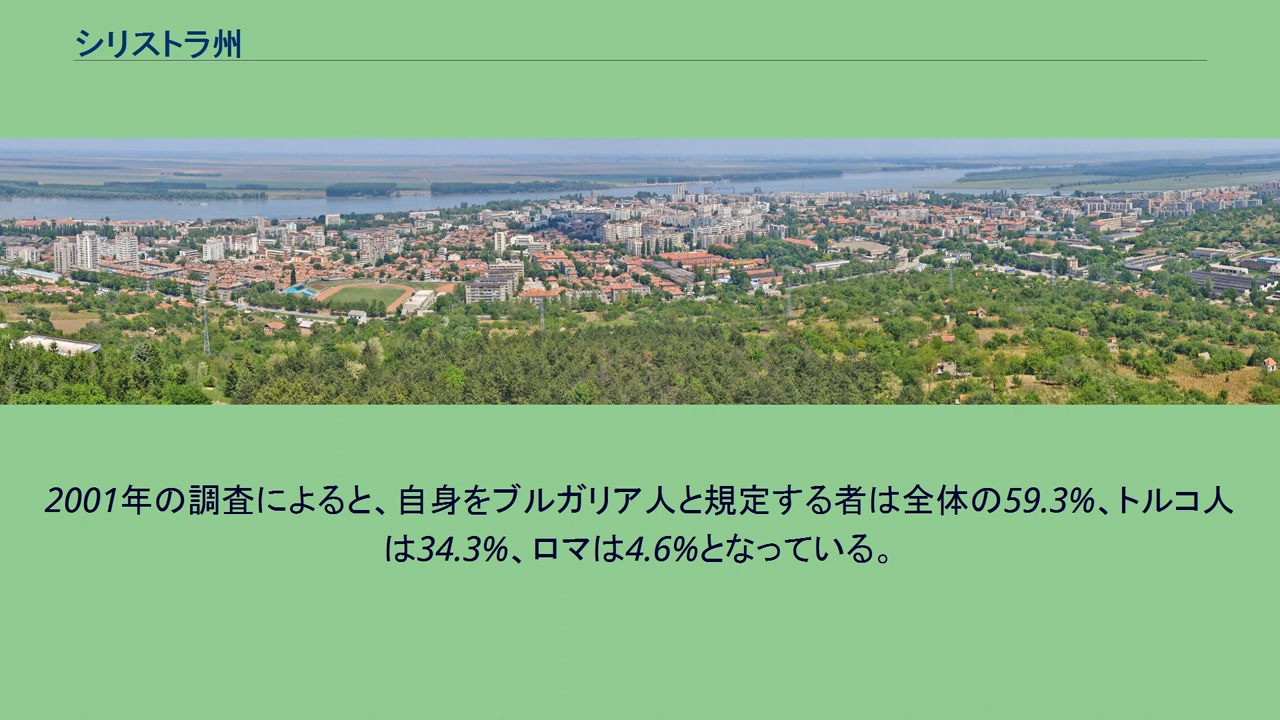 シリストラ州
2001年の調査によると、自身をブルガリア人と規定する者は全体の59.3%、トルコ人
は34.3%、ロマは4.6%となっている。